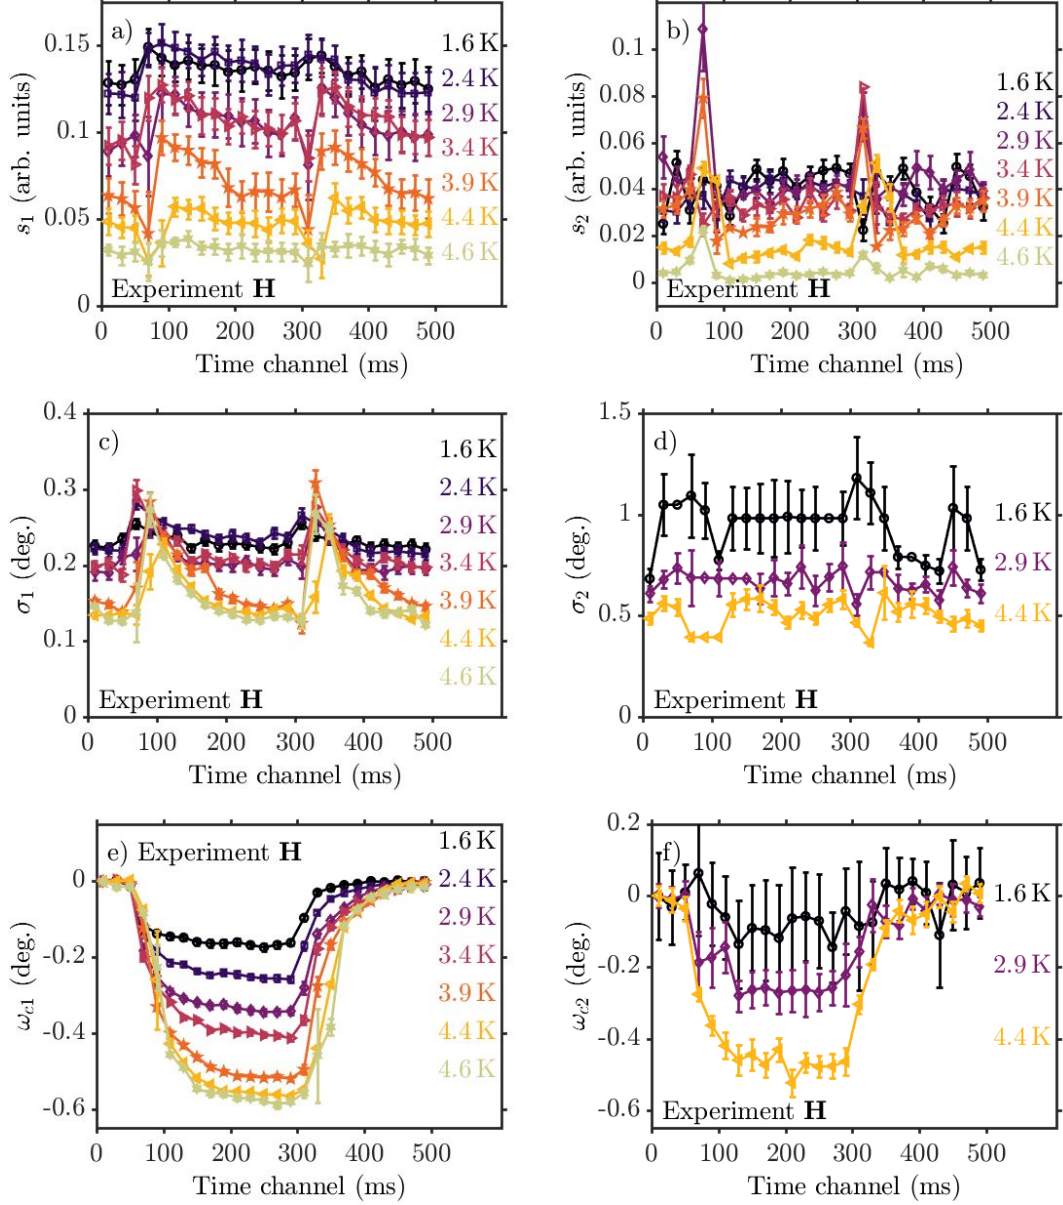 a)
0.15
0.1
0.05
0
s1 (arb. units)
1.6 K
2.4 K
2.9 K
3.4 K
3.9 K
4.4 K
4.6 K
Experiment H
0 100 200 300 400 500
Time channel (ms)
b)
0.1
0.08
0.06
0.04
0.02
0
s2 (arb. units)
1.6 K
2.4 K
2.9 K
3.4 K
3.9 K
4.4 K
4.6 K
Experiment H
0 100 200 300 400 500
Time channel (ms)
c)
0.4
0.3
0.2
0.1
0
σ1 (deg.)
1.6 K
2.4 K
2.9 K
3.4 K
3.9 K
4.4 K
4.6 K
Experiment H
0 100 200 300 400 500
Time channel (ms)
d)
1.5
1
0.5
0
σ2 (deg.)
1.6 K
2.9 K
4.4 K
Experiment H
0 100 200 300 400 500
Time channel (ms)
e) Experiment H
0
-0.2
-0.4
-0.6
ωc1 (deg.)
1.6 K
2.4 K
2.9 K
3.4 K
3.9 K
4.4 K
4.6 K
0 100 200 300 400 500
Time channel (ms)
f)
0.2
0
-0.2
-0.4
-0.6
ωc2 (deg.)
1.6 K
2.9 K
4.4 K
Experiment H
0 100 200 300 400 500
Time channel (ms)